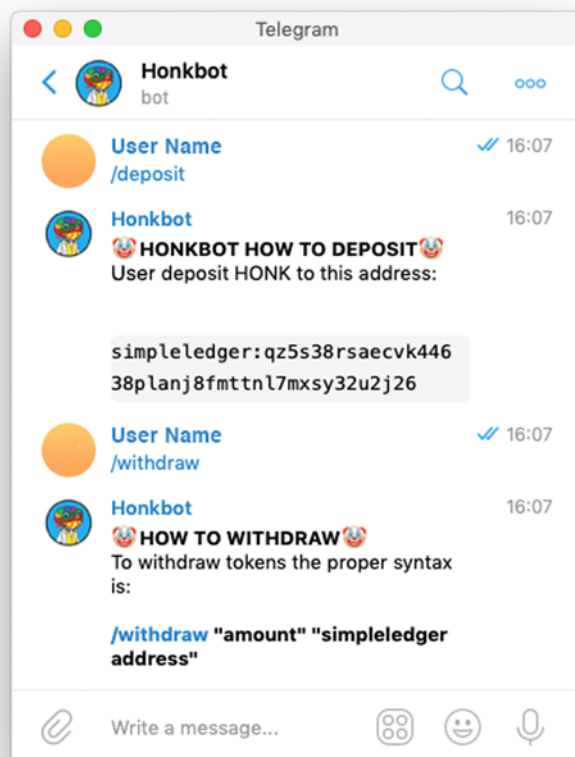 Telegram
Honkbot
bot
User Name
16:07
/deposit
Honkbot
16:07
🤡HONKBOT HOW TO DEPOSIT🤡
User deposit HONK to this address:
simpleledger:qz5s38rsaecvk446
38planj8fmttnl7mxsy32u2j26
User Name
16:07
/withdraw
Honkbot
16:07
🤡HOW TO WITHDRAW🤡
To withdraw tokens the proper syntax
is:
/withdraw "amount" "simpleledger
address"
Write a message...